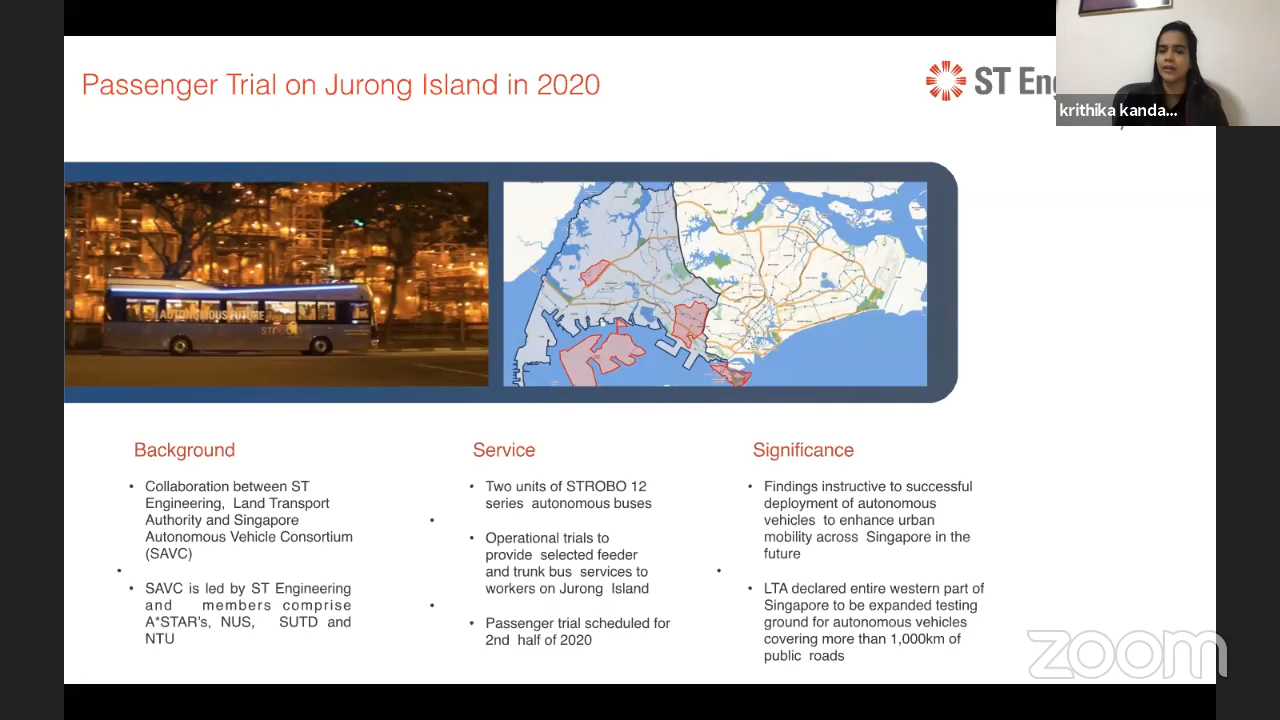 Passenger Trial on Jurong Island in 2020
ST Eng
krithika kanda...
AUTONOMOUS FUTURE
Background
• Collaboration between ST
Engineering, Land Transport
Authority and Singapore
Autonomous Vehicle Consortium
(SAVC)
•
• SAVC is led by ST Engineering
and members comprise
A*STAR's, NUS, SUTD and
NTU
Service
• Two units of STROBO 12
series autonomous buses
•
• Operational trials to
provide selected feeder
and trunk bus services to
workers on Jurong Island
•
• Passenger trial scheduled for
2nd half of 2020
Significance
• Findings instructive to successful
deployment of autonomous
vehicles to enhance urban
mobility across Singapore in the
future
•
• LTA declared entire western part of
Singapore to be expanded testing
ground for autonomous vehicles
covering more than 1,000km of
public roads
zoom